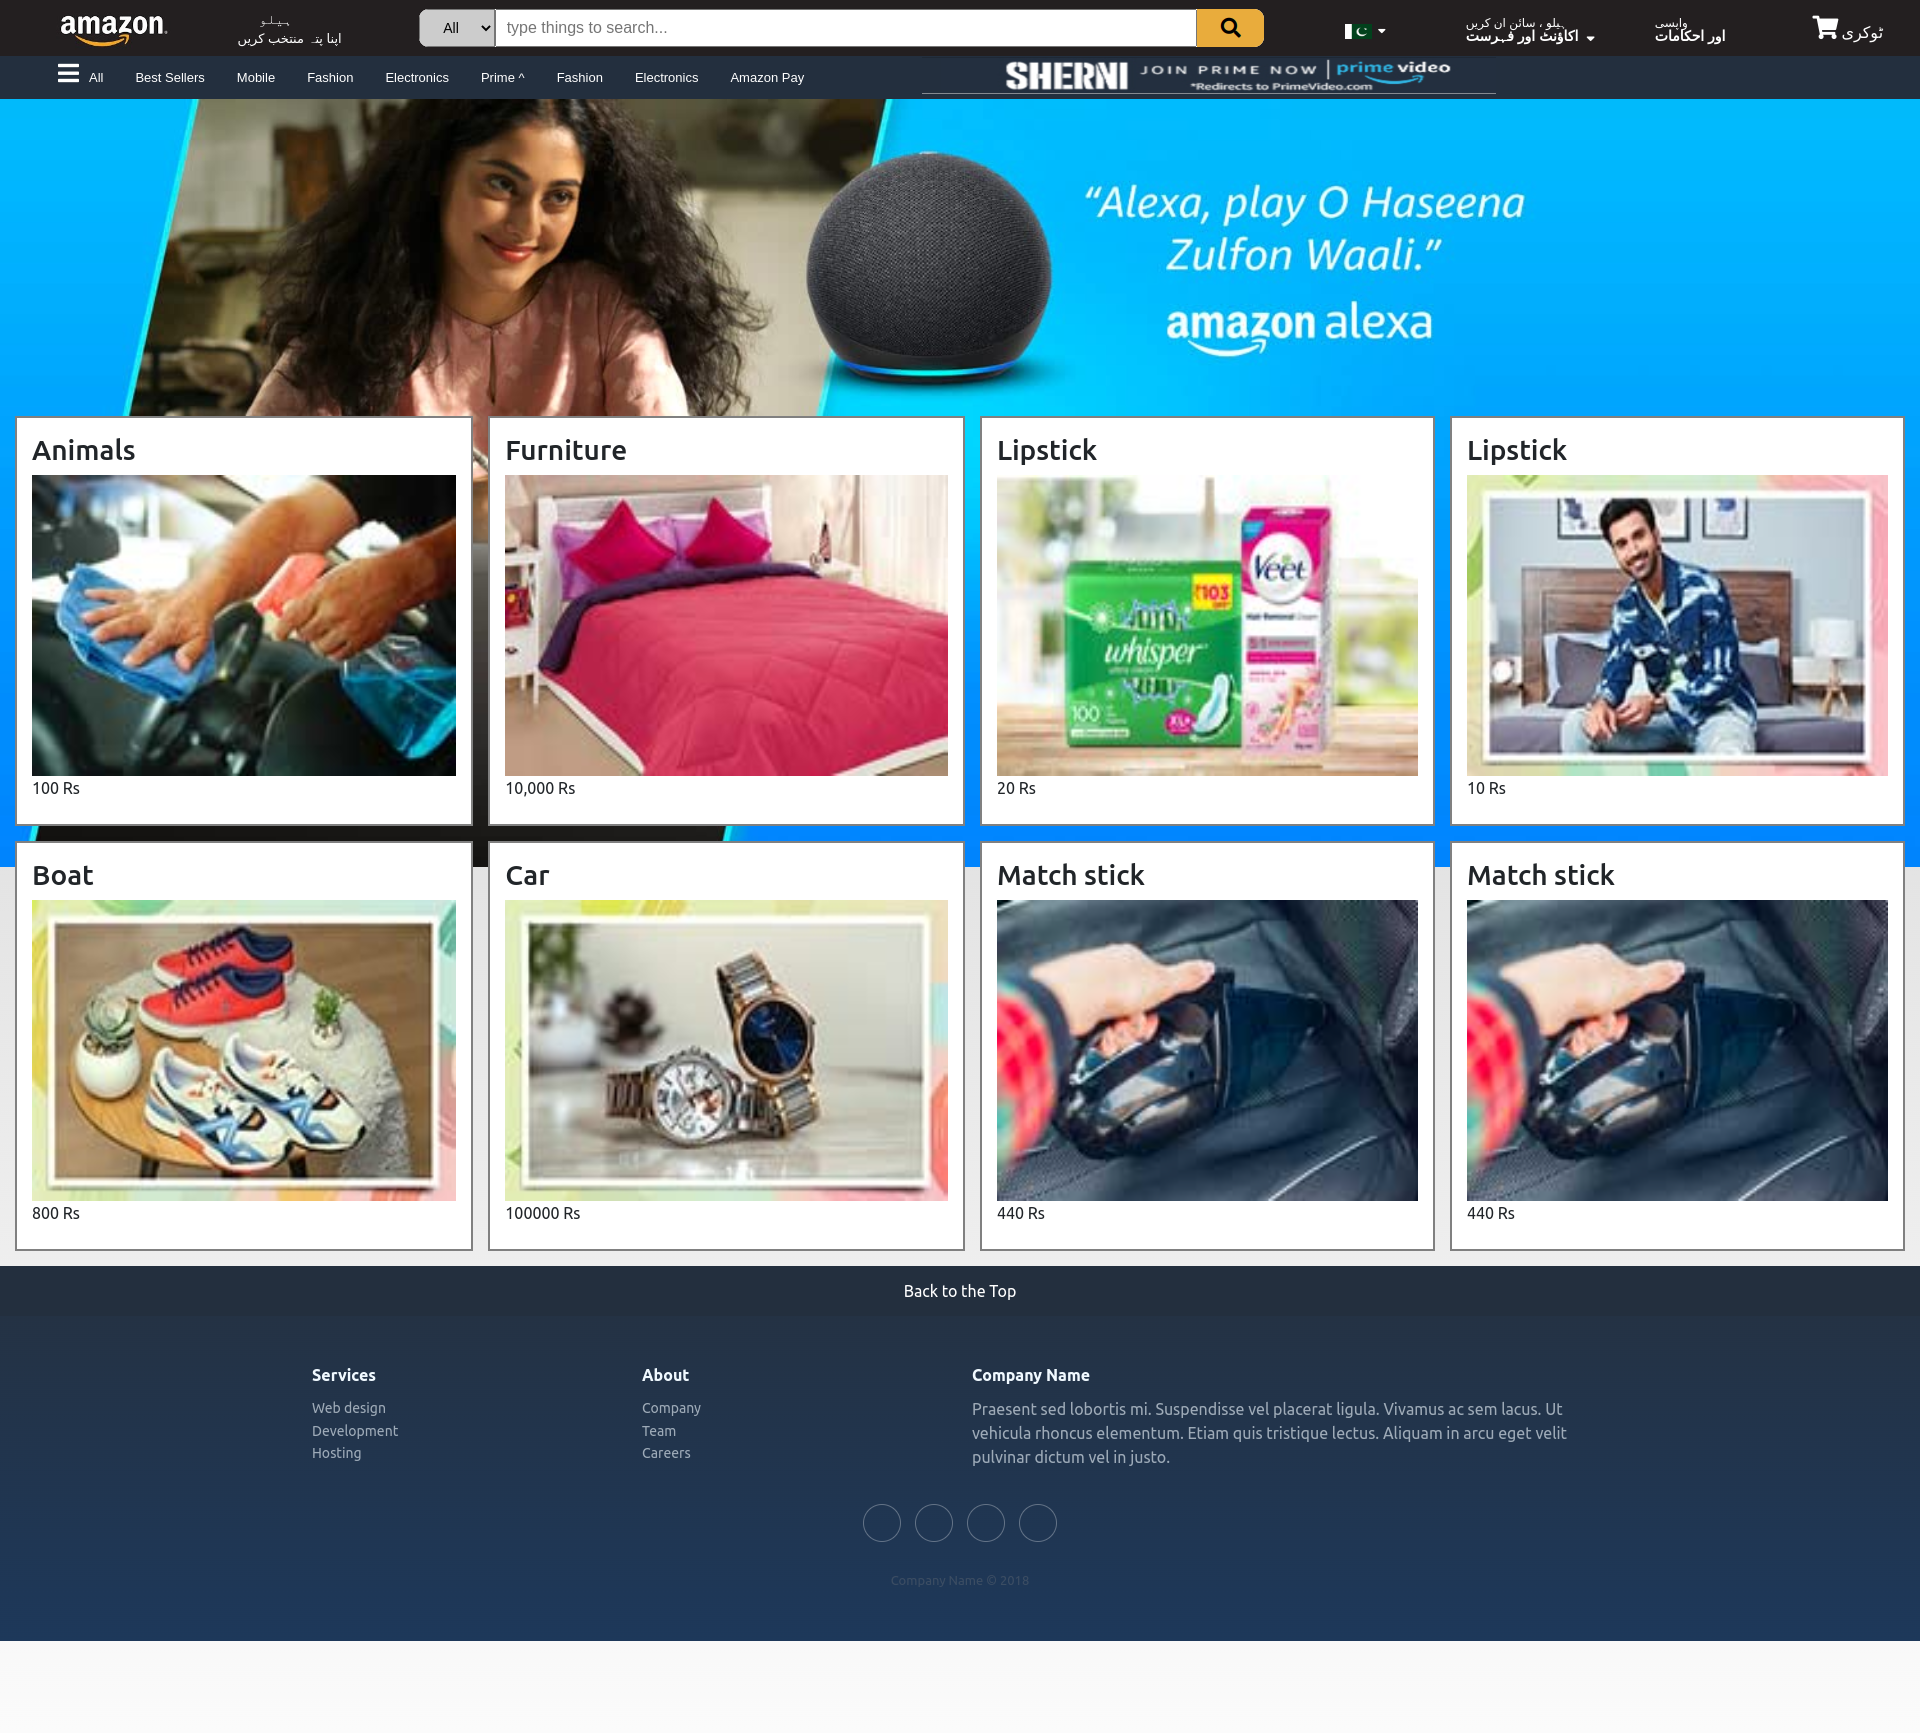 amazon
ہیلو
اپنا پتہ منتخب کریں
All
type things to search...
ہیلو ، سائن ان کریں
اکاؤنٹ اور فہرست
واپسی
اور احکامات
ٹوکری
All
Best Sellers
Mobile
Fashion
Electronics
Prime ^
Fashion
Electronics
Amazon Pay
SHERNI JOIN PRIME NOW | prime video
*Redirects to PrimeVideo.com
“Alexa, play O Haseena
Zulfon Waali.”
amazon alexa
Animals
100 Rs
Furniture
10,000 Rs
Lipstick
₹103
whisper
100
XL+
Veet
20 Rs
Lipstick
10 Rs
Boat
800 Rs
Car
100000 Rs
Match stick
440 Rs
Match stick
440 Rs
Back to the Top
Services
Web design
Development
Hosting
About
Company
Team
Careers
Company Name
Praesent sed lobortis mi. Suspendisse vel placerat ligula. Vivamus ac sem lacus. Ut
vehicula rhoncus elementum. Etiam quis tristique lectus. Aliquam in arcu eget velit
pulvinar dictum vel in justo.
Company Name © 2018